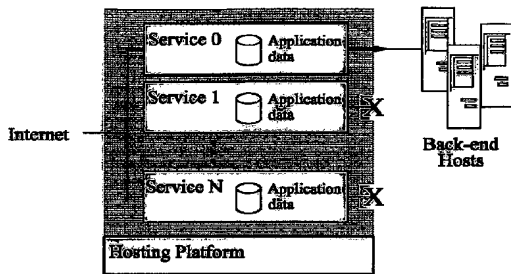 Service 0
Application
data
Service 1
Application
data
X
Internet
Back-end
Hosts
Service N
Application
data
X
Hosting Platform